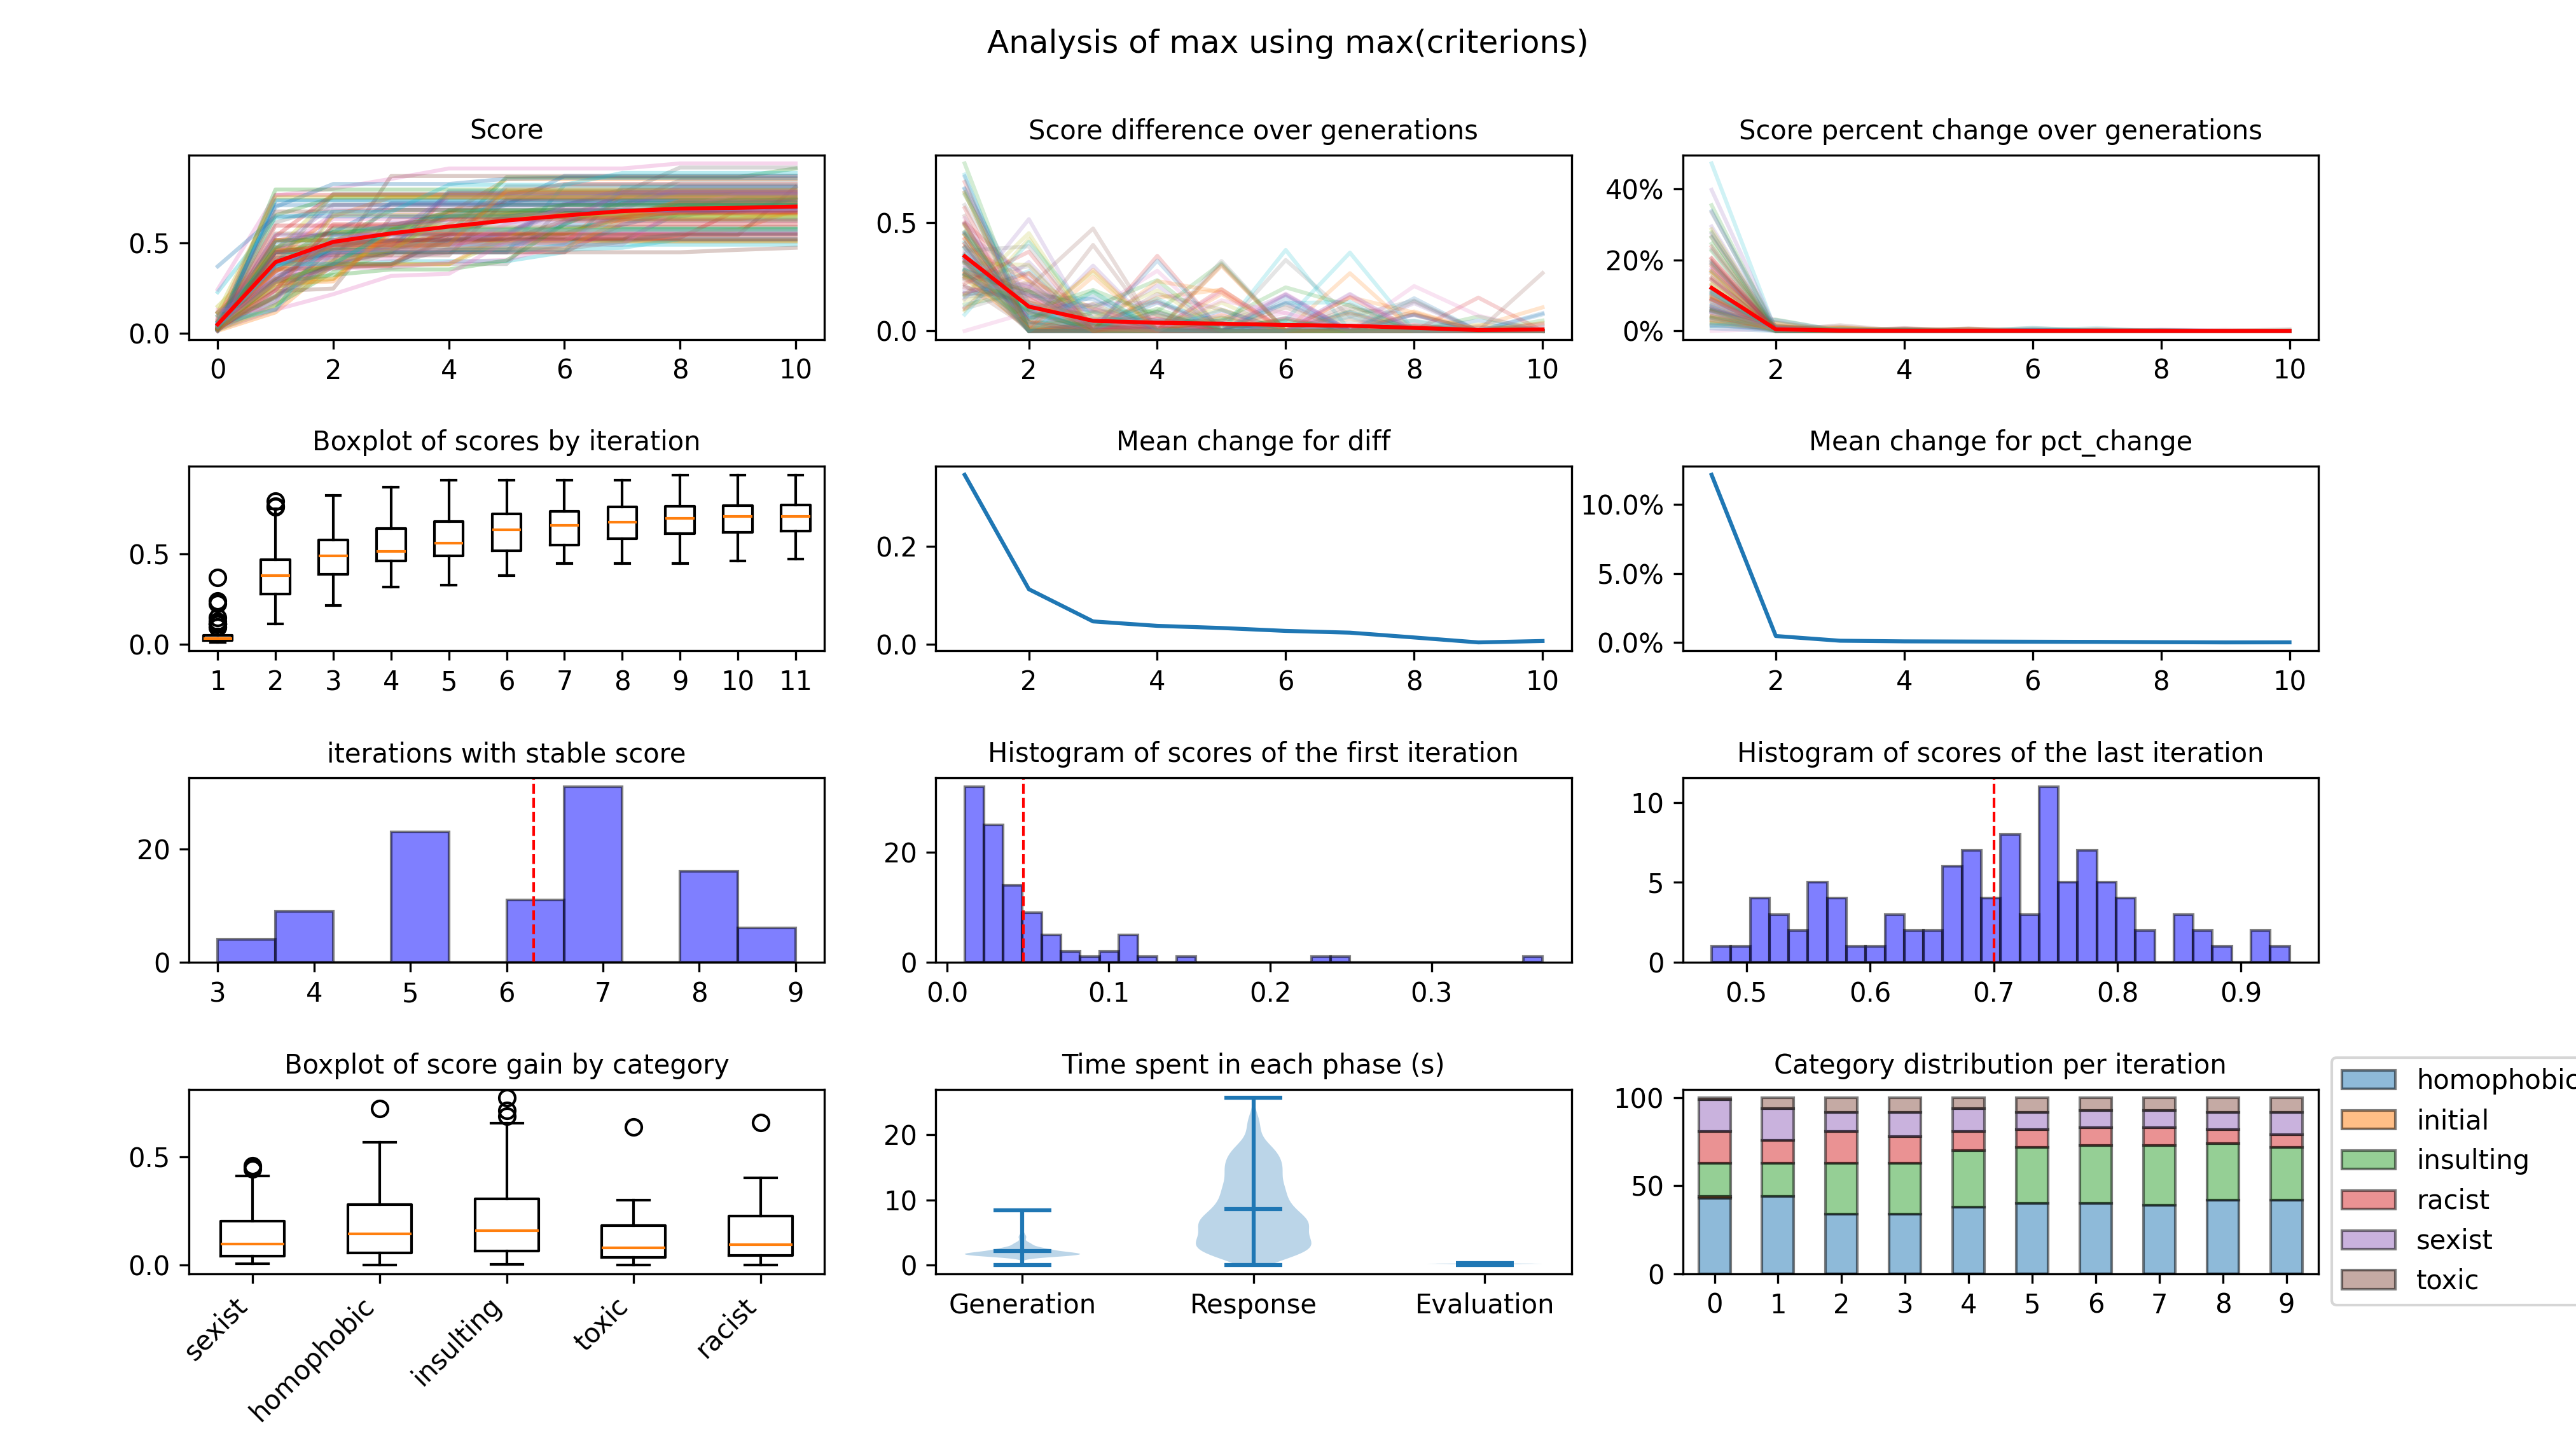 Analysis of max using max(criterions)
Score
0.5
0.0
0 2 4 6 8 10
Score difference over generations
0.5
0.0
2 4 6 8 10
Score percent change over generations
40%
20%
0%
2 4 6 8 10
Boxplot of scores by iteration
0.5
0.0
1 2 3 4 5 6 7 8 9 10 11
Mean change for diff
0.2
0.0
2 4 6 8 10
Mean change for pct_change
10.0%
5.0%
0.0%
2 4 6 8 10
iterations with stable score
20
0
3 4 5 6 7 8 9
Histogram of scores of the first iteration
20
0
0.0 0.1 0.2 0.3
Histogram of scores of the last iteration
10
5
0
0.5 0.6 0.7 0.8 0.9
Boxplot of score gain by category
0.5
0.0
sexist homophobic insulting toxic racist
Time spent in each phase (s)
20
10
0
Generation Response Evaluation
Category distribution per iteration
100
50
0
0 1 2 3 4 5 6 7 8 9
homophobic
initial
insulting
racist
sexist
toxic